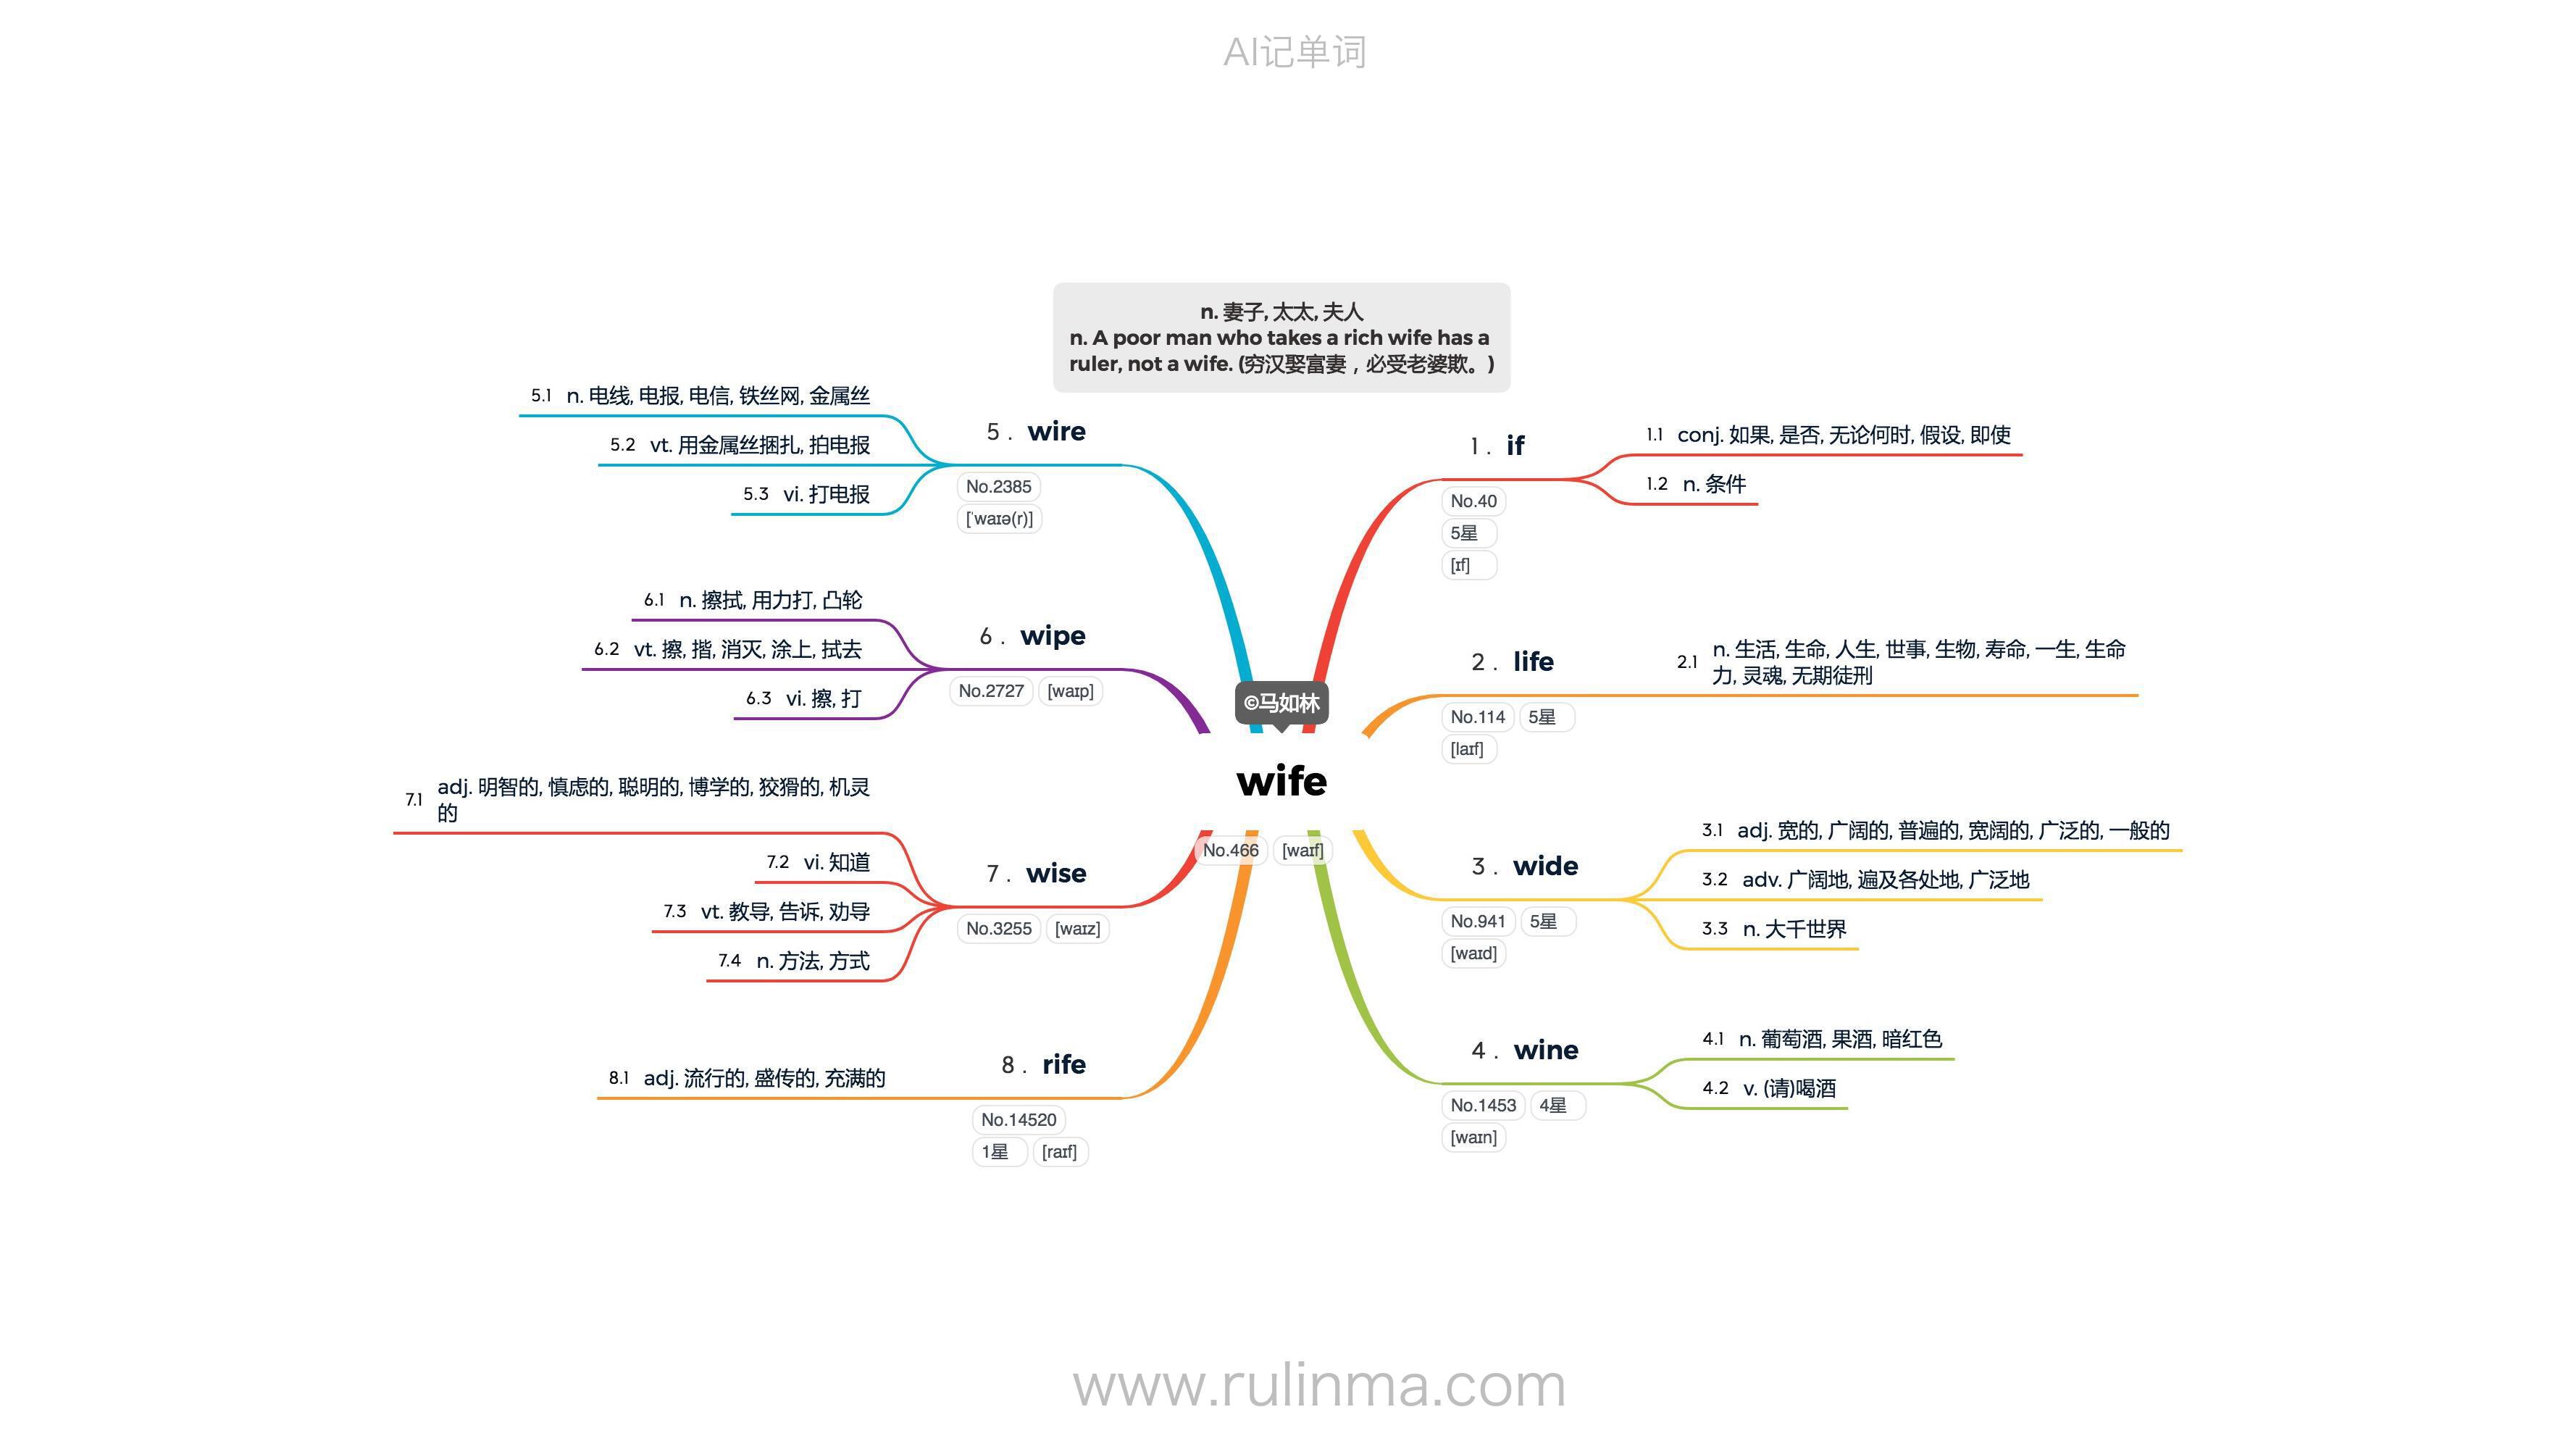 AI记单词
n. 妻子, 太太, 夫人
n. A poor man who takes a rich wife has a
ruler, not a wife. (穷汉娶富妻，必受老婆欺。)
©马如林
wife
No.466 [waɪf]
1 . if
No.40
5星
[ɪf]
1.1 conj. 如果, 是否, 无论何时, 假设, 即使
1.2 n. 条件
2 . life
No.114 5星
[laɪf]
2.1 n. 生活, 生命, 人生, 世事, 生物, 寿命, 一生, 生命
力, 灵魂, 无期徒刑
3 . wide
No.941 5星
[waɪd]
3.1 adj. 宽的, 广阔的, 普遍的, 宽阔的, 广泛的, 一般的
3.2 adv. 广阔地, 遍及各处地, 广泛地
3.3 n. 大千世界
4 . wine
No.1453 4星
[waɪn]
4.1 n. 葡萄酒, 果酒, 暗红色
4.2 v. (请)喝酒
5 . wire
No.2385
[ˈwaɪə(r)]
5.1 n. 电线, 电报, 电信, 铁丝网, 金属丝
5.2 vt. 用金属丝捆扎, 拍电报
5.3 vi. 打电报
6 . wipe
No.2727 [waɪp]
6.1 n. 擦拭, 用力打, 凸轮
6.2 vt. 擦, 揩, 消灭, 涂上, 拭去
6.3 vi. 擦, 打
7 . wise
No.3255 [waɪz]
7.1 adj. 明智的, 慎虑的, 聪明的, 博学的, 狡猾的, 机灵
的
7.2 vi. 知道
7.3 vt. 教导, 告诉, 劝导
7.4 n. 方法, 方式
8 . rife
No.14520
1星 [raɪf]
8.1 adj. 流行的, 盛传的, 充满的
www.rulinma.com